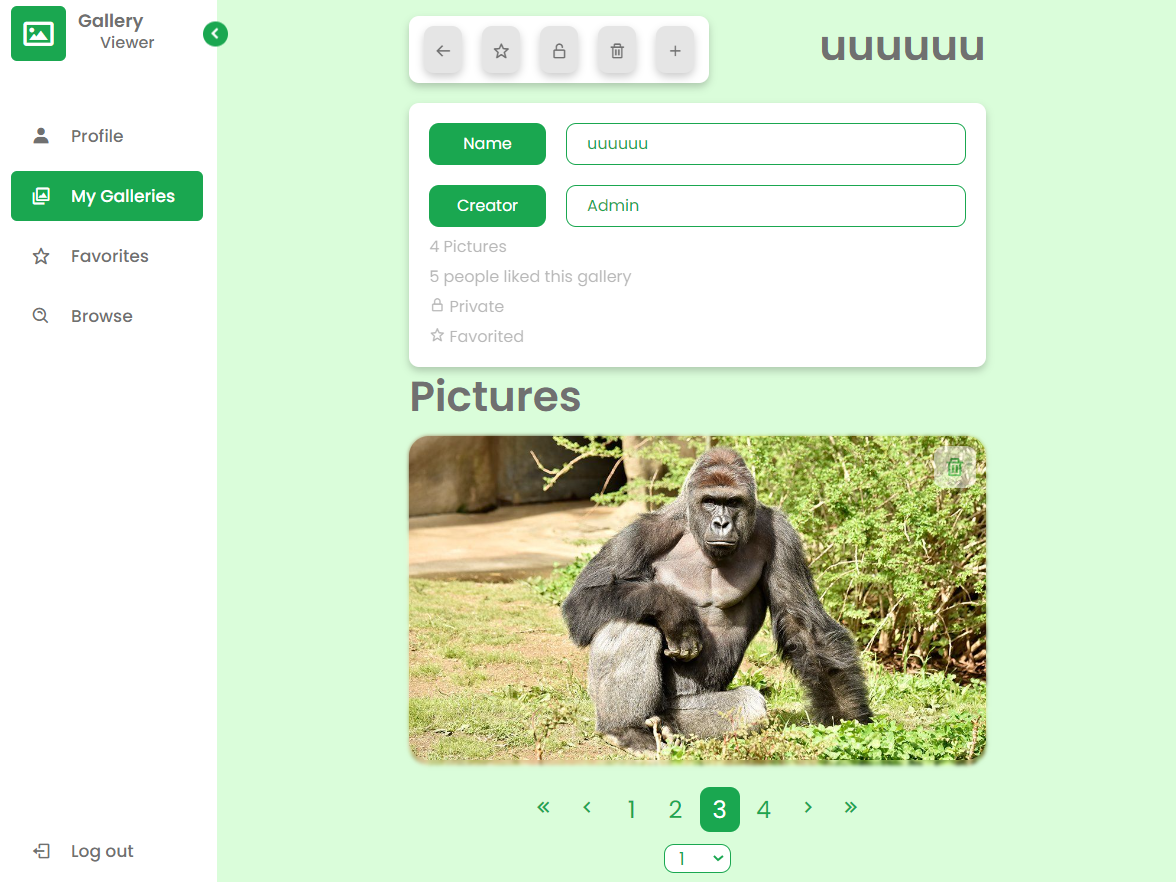 Gallery
Viewer
Profile
My Galleries
Favorites
Browse
Log out
uuuuuu
Name
uuuuuu
Creator
Admin
4 Pictures
5 people liked this gallery
Private
Favorited
Pictures
« ‹ 1 2 3 4 › »
1